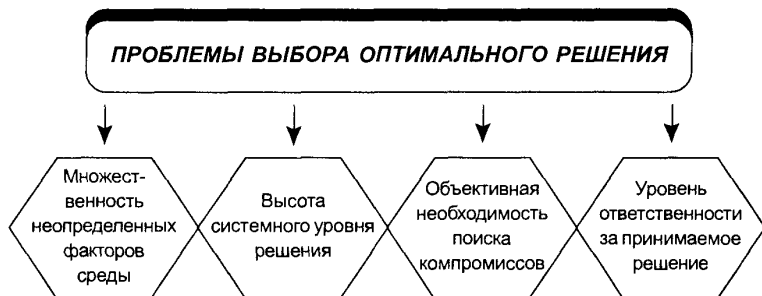 ПРОБЛЕМЫ ВЫБОРА ОПТИМАЛЬНОГО РЕШЕНИЯ
Множест-
венность
неопределенных
факторов
среды
Высота
системного уровня
решения
Объективная
необходимость
поиска
компромиссов
Уровень
ответственности
за принимаемое
решение